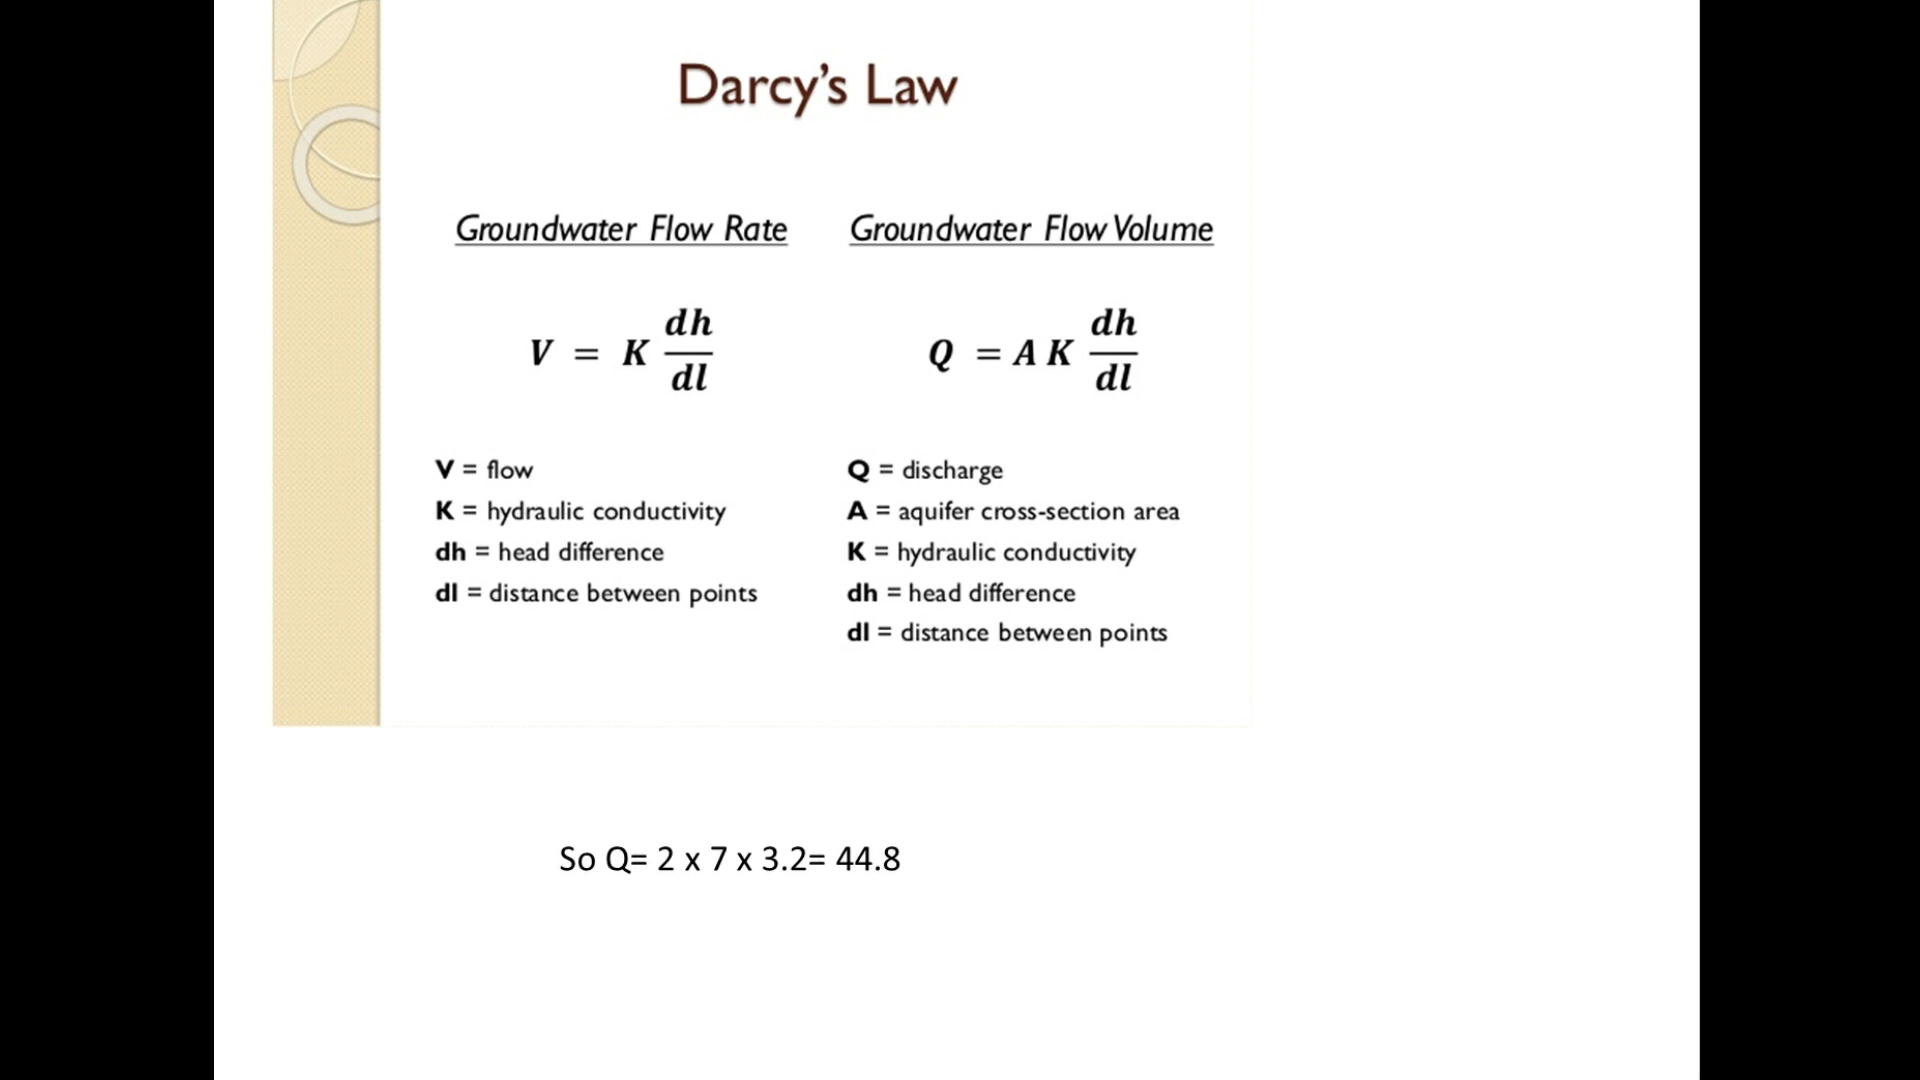 Darcy’s Law
Groundwater Flow Rate
V = K dh/dl
V = flow
K = hydraulic conductivity
dh = head difference
dl = distance between points
Groundwater Flow Volume
Q = A K dh/dl
Q = discharge
A = aquifer cross-section area
K = hydraulic conductivity
dh = head difference
dl = distance between points
So Q= 2 x 7 x 3.2= 44.8